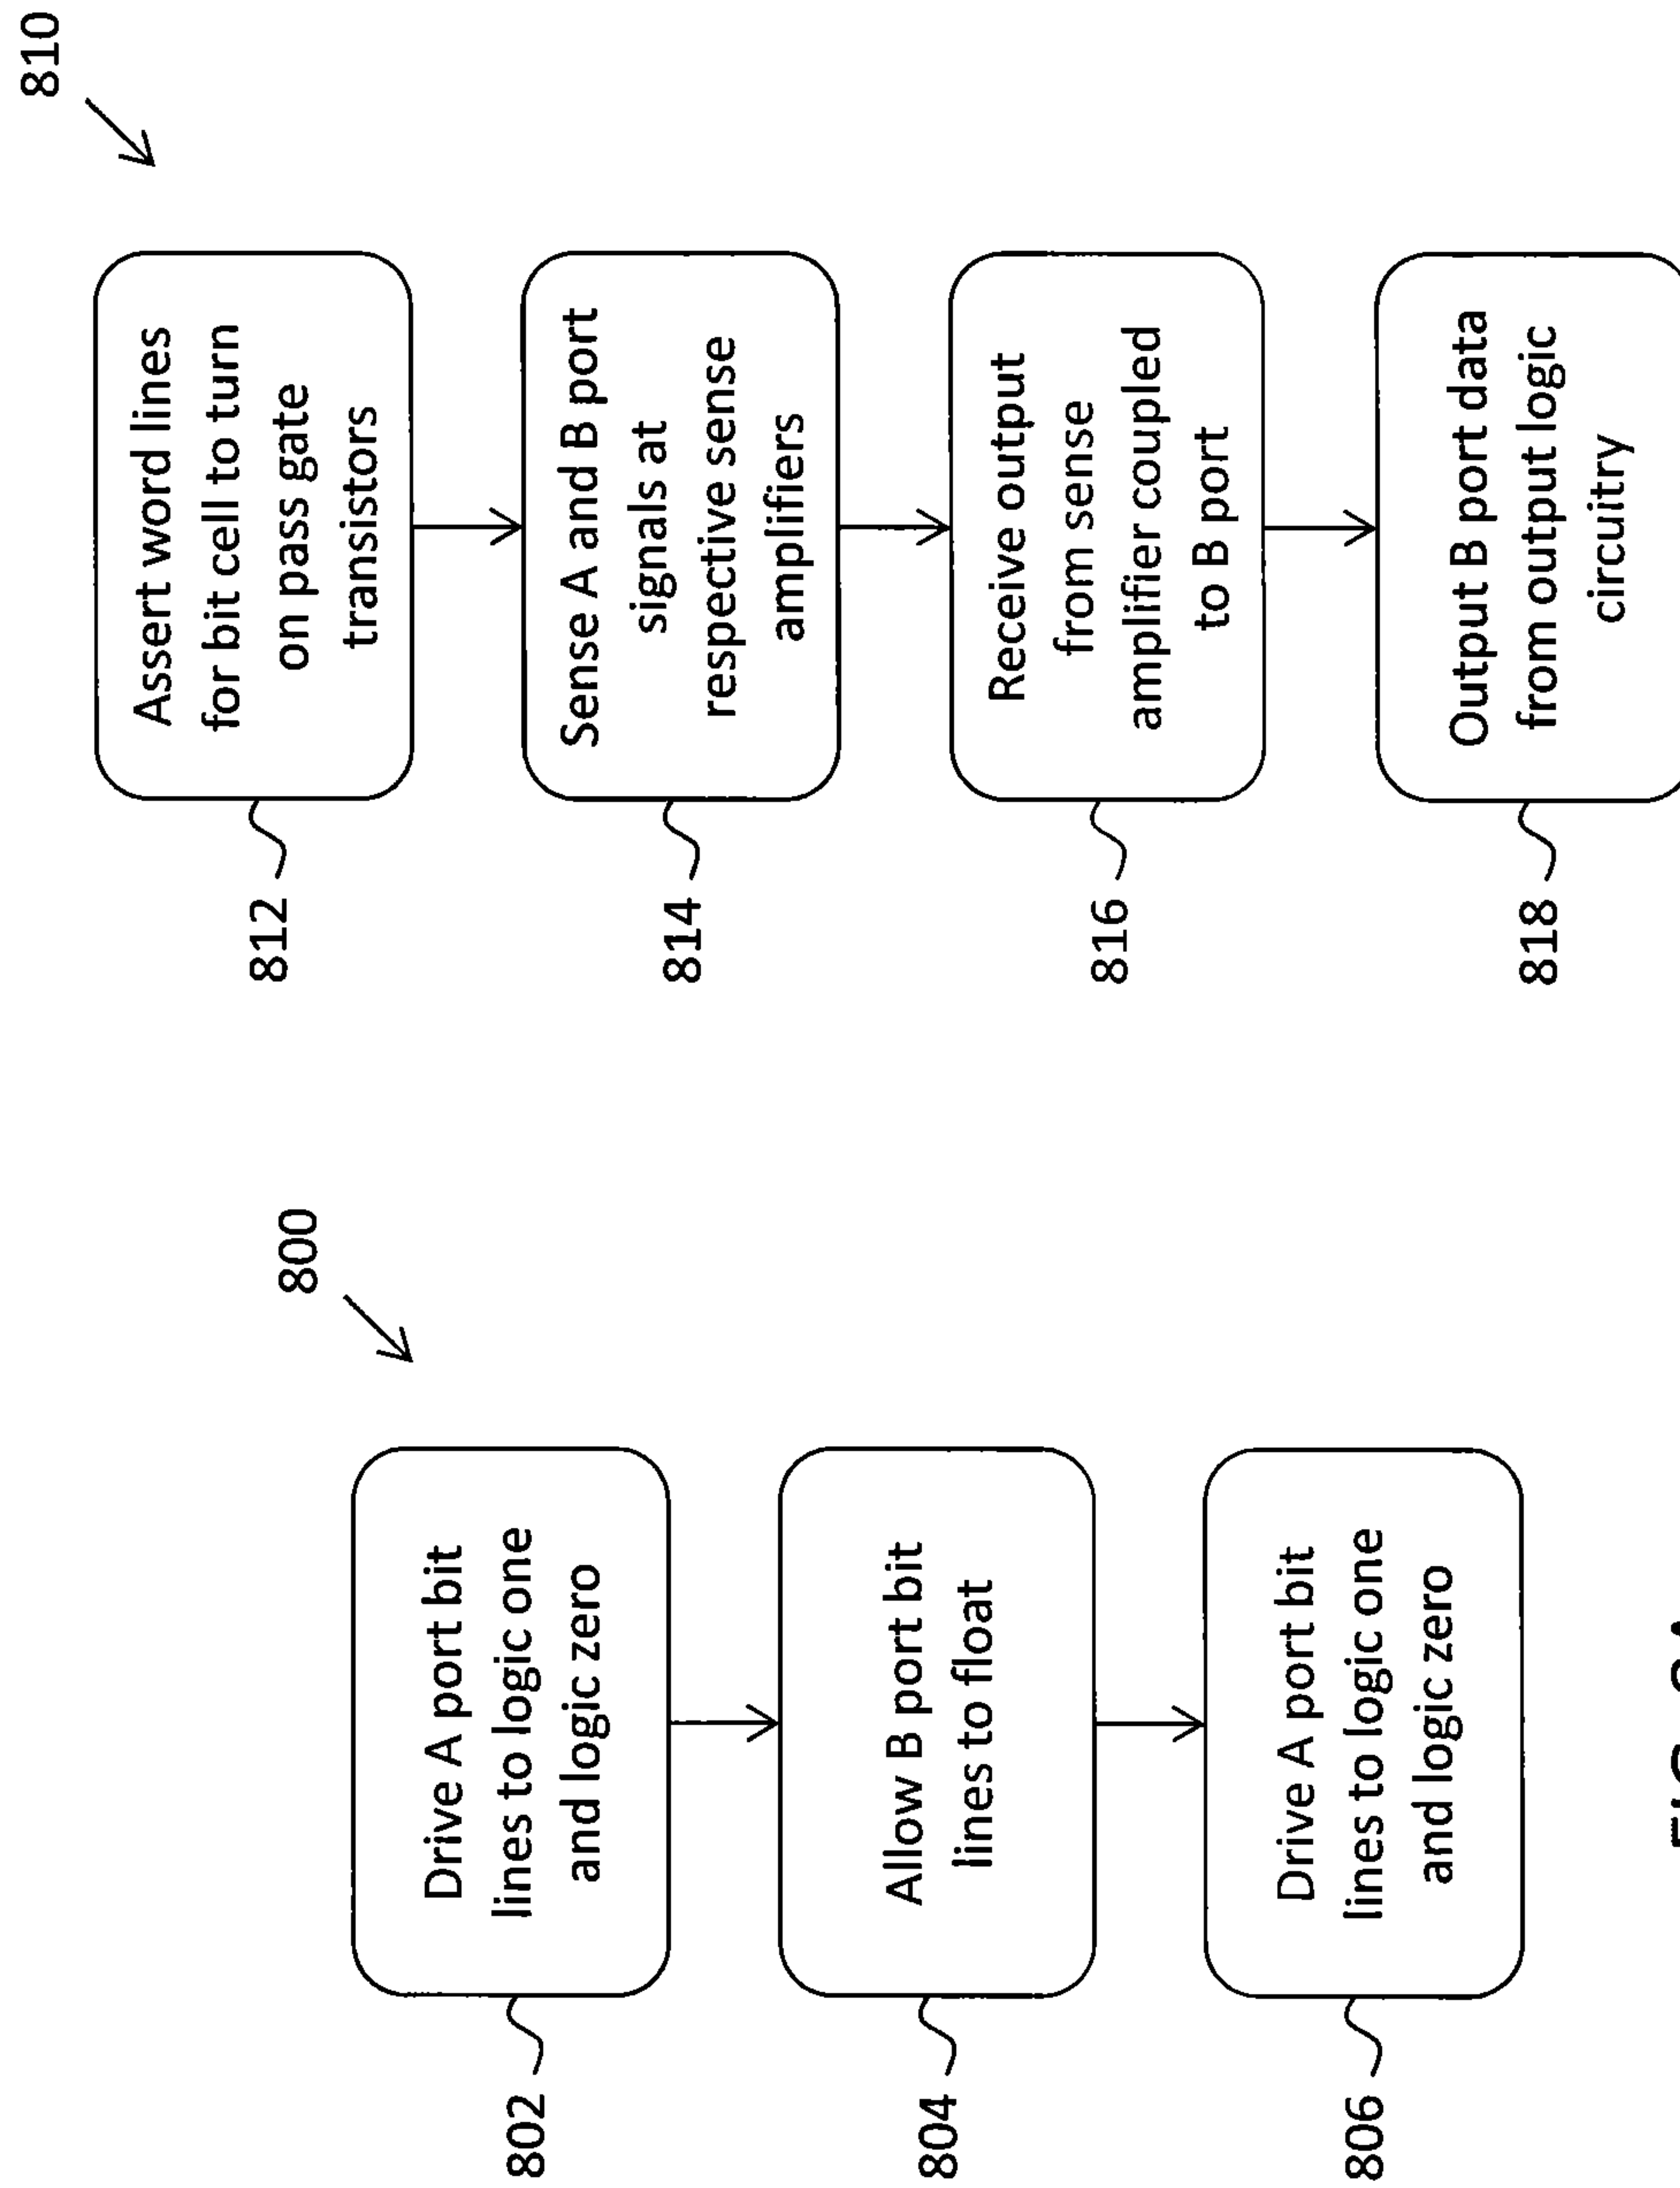 800
802
Drive A port bit
lines to logic one
and logic zero
804
Allow B port bit
lines to float
806
Drive A port bit
lines to logic one
and logic zero
810
812
Assert word lines
for bit cell to turn
on pass gate
transistors
814
Sense A and B port
signals at
respective sense
amplifiers
816
Receive output
from sense
amplifier coupled
to B port
818
Output B port data
from output logic
circuitry